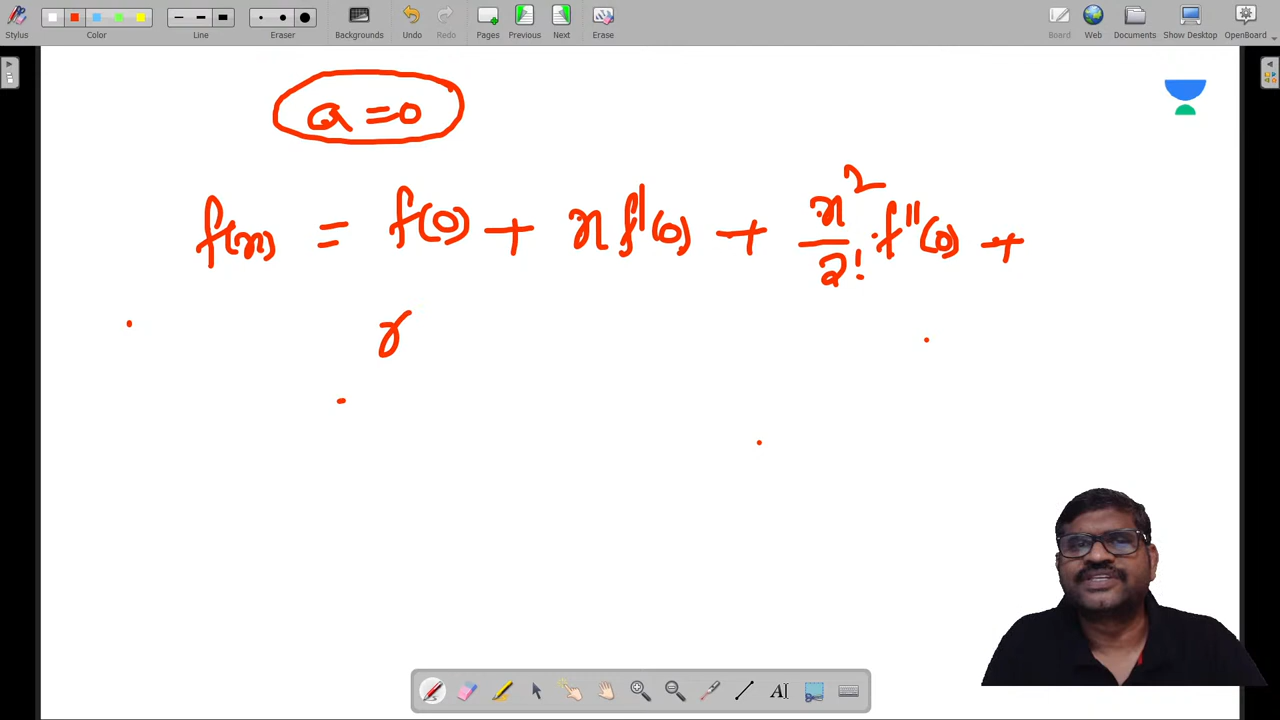 Stylus Color Line Eraser Backgrounds Undo Redo Pages Previous Next Erase Board Web Documents Show Desktop OpenBoard
a = 0
f(x) = f(0) + x f'(0) + x²/2! · f''(0) +